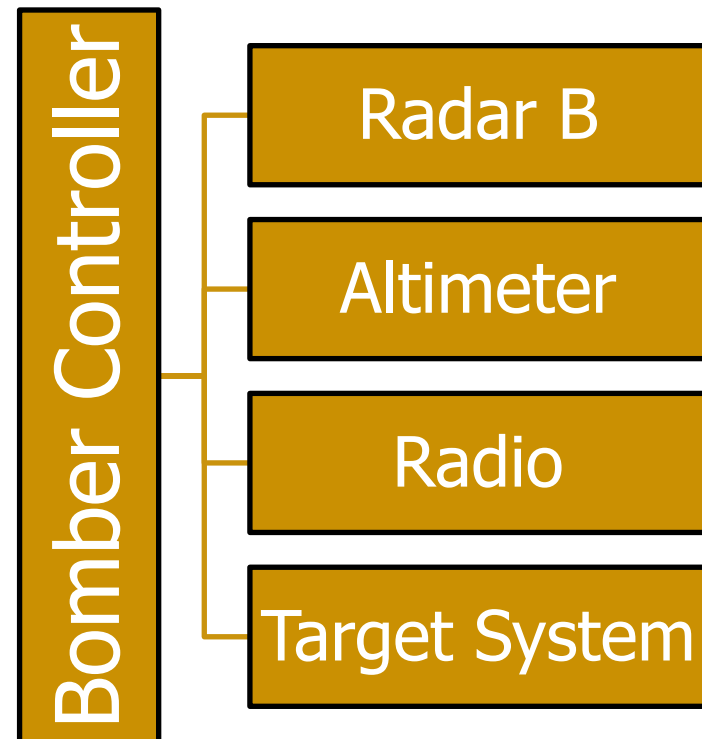 Bomber Controller
Radar B
Altimeter
Radio
Target System